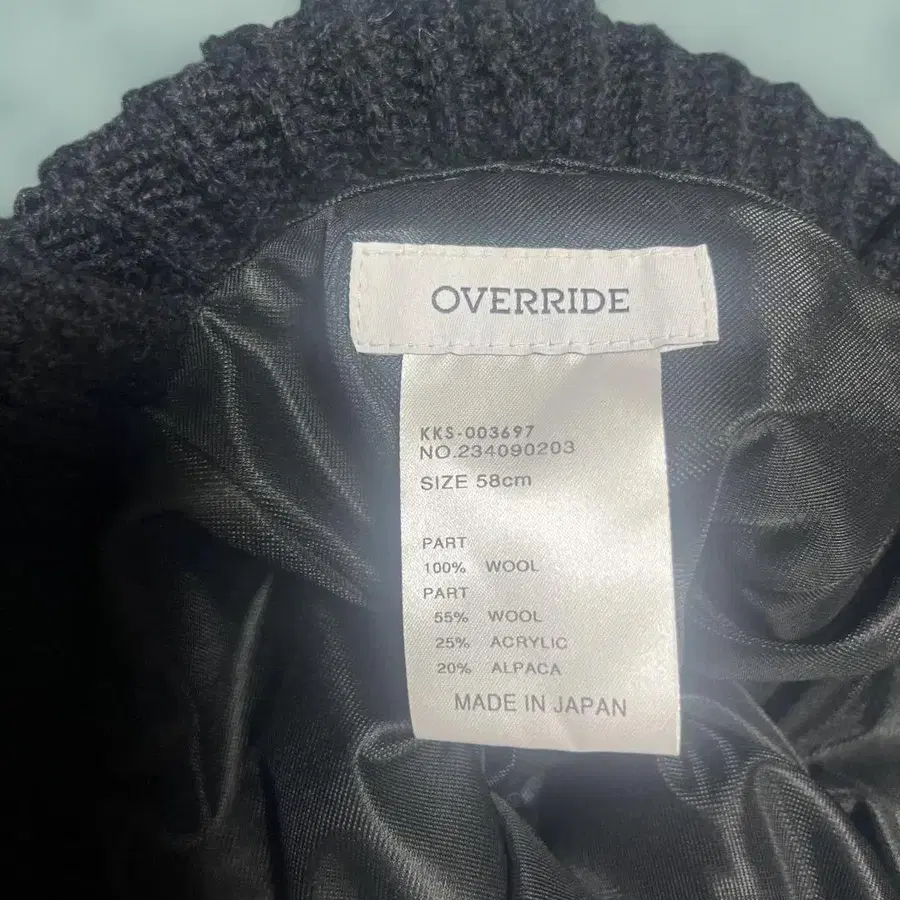 OVERRIDE
KKS-003697
NO.234090203
SIZE 58cm
PART
100% WOOL
PART
55% WOOL
25% ACRYLIC
20% ALPACA
MADE IN JAPAN